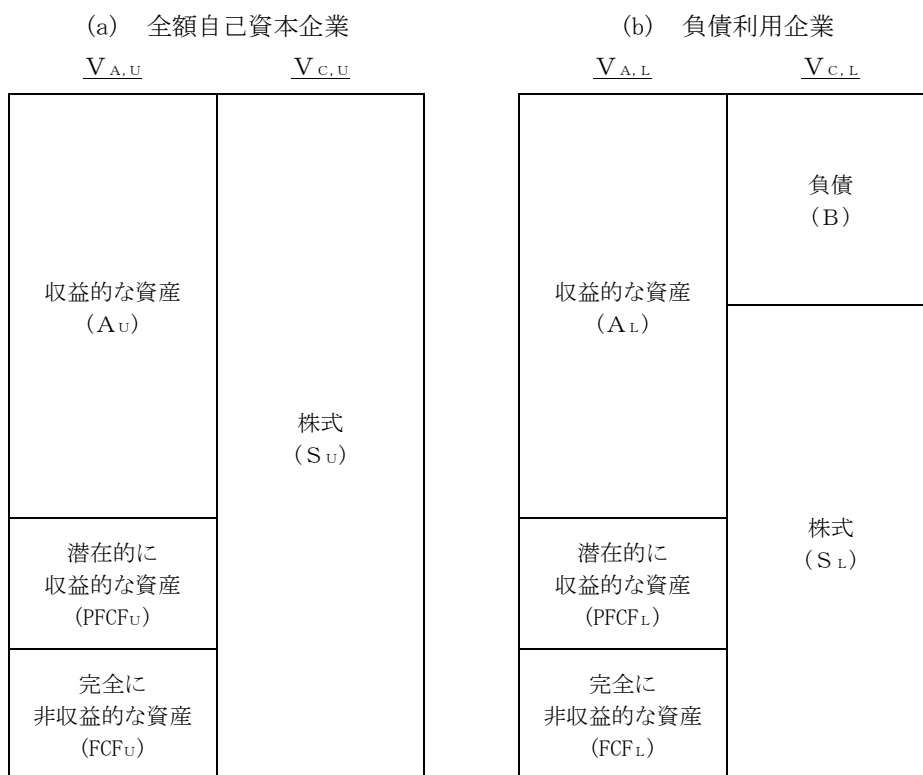 (a) 全額自己資本企業
V A, U
V C, U
収益的な資産
(A U)
潜在的に
収益的な資産
(PFCF U)
完全に
非収益的な資産
(FCF U)
株式
(S U)
(b) 負債利用企業
V A, L
V C, L
収益的な資産
(A L)
潜在的に
収益的な資産
(PFCF L)
完全に
非収益的な資産
(FCF L)
負債
(B)
株式
(S L)